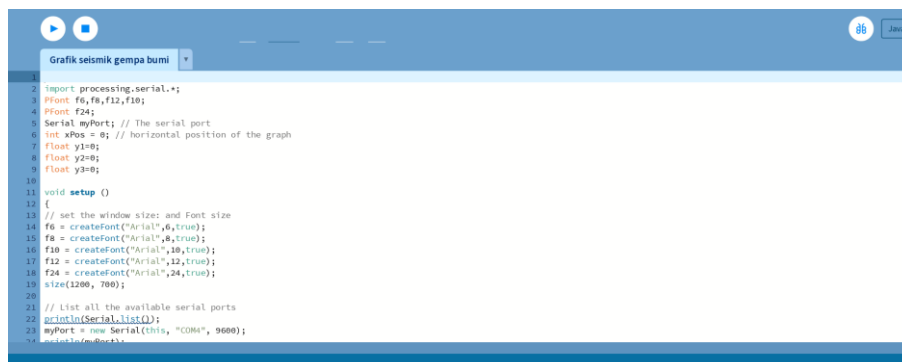 Java
Grafik seismik gempa bumi
1
2 import processing.serial.*;
3 PFont f6,f8,f12,f10;
4 PFont f24;
5 Serial myPort; // The serial port
6 int xPos = 0; // horizontal position of the graph
7 float y1=0;
8 float y2=0;
9 float y3=0;
10
11 void setup ()
12 {
13 // set the window size: and Font size
14 f6 = createFont("Arial",6,true);
15 f8 = createFont("Arial",8,true);
16 f10 = createFont("Arial",10,true);
17 f12 = createFont("Arial",12,true);
18 f24 = createFont("Arial",24,true);
19 size(1200, 700);
20
21 // List all the available serial ports
22 println(Serial.list());
23 myPort = new Serial(this, "COM4", 9600);
24 println(myPort);